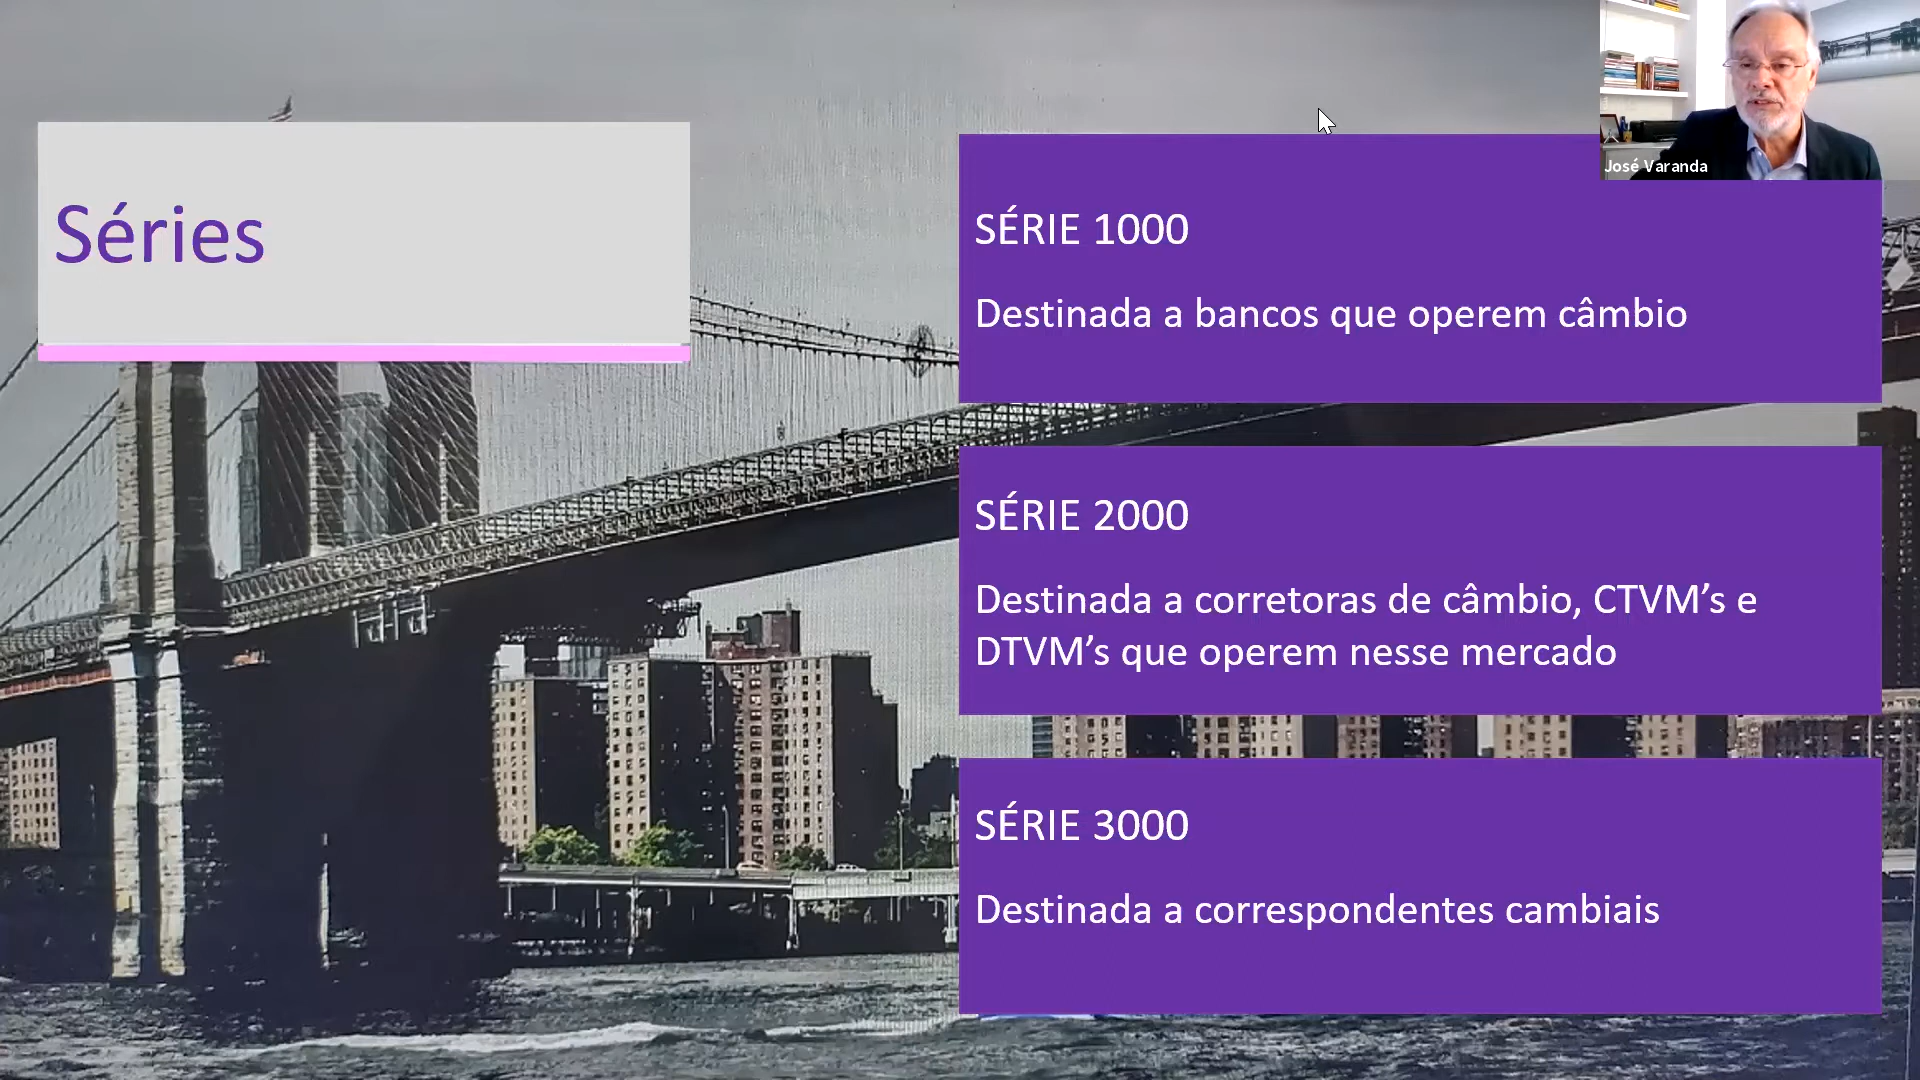 Séries
José Varanda
SÉRIE 1000
Destinada a bancos que operem câmbio
SÉRIE 2000
Destinada a corretoras de câmbio, CTVM’s e
DTVM’s que operem nesse mercado
SÉRIE 3000
Destinada a correspondentes cambiais